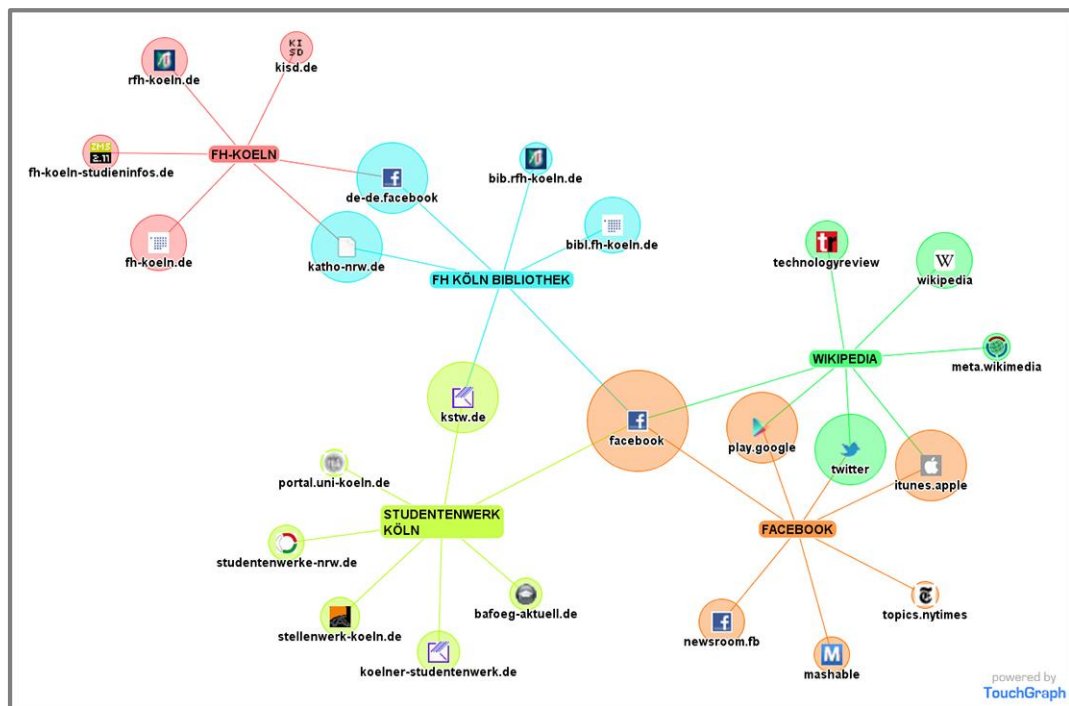 KI
SD
kisd.de
rfh-koeln.de
ZMS
2.11
fh-koeln-studieninfos.de
FH-KOELN
de-de.facebook
bib.rfh-koeln.de
fh-koeln.de
katho-nrw.de
bibl.fh-koeln.de
FH KÖLN BIBLIOTHEK
tr
technologyreview
W
wikipedia
WIKIPEDIA
meta.wikimedia
kstw.de
facebook
play.google
twitter
itunes.apple
portal.uni-koeln.de
STUDENTENWERK
KÖLN
FACEBOOK
studentenwerke-nrw.de
bafoeg-aktuell.de
stellenwerk-koeln.de
koelner-studentenwerk.de
T
topics.nytimes
newsroom.fb
M
mashable
powered by
TouchGraph